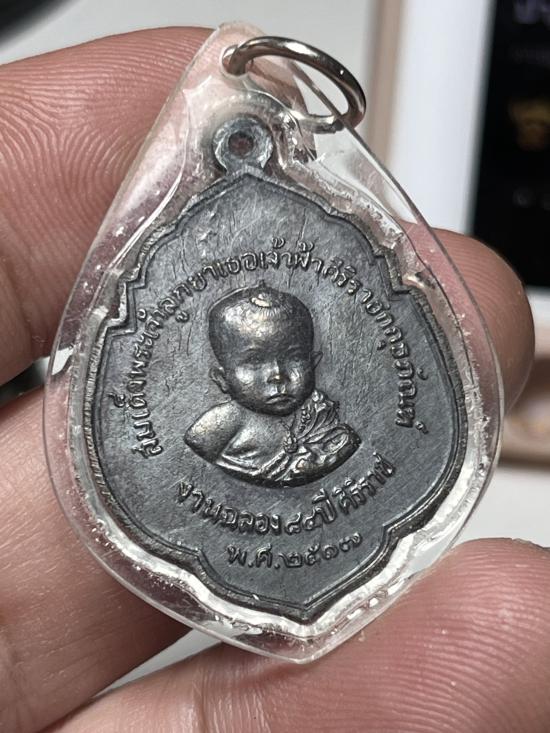 สมเด็จพระเจ้าลูกยาเธอเจ้าฟ้าศิริราชกกุธภัณฑ์
งานฉลอง ๘๔ ปี ศิริราช
พ.ศ. ๒๕๑๗